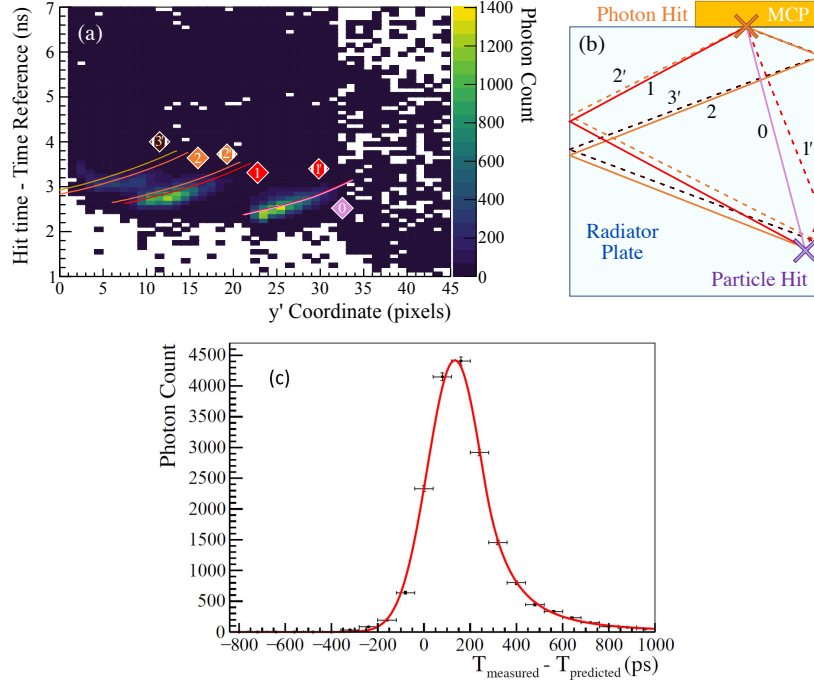 (a)
Hit time - Time Reference (ns)
7
6
5
4
3
2
1
0 5 10 15 20 25 30 35 40 45
y' Coordinate (pixels)
3' 2 2' 1 1' 0
Photon Count
1400
1200
1000
800
600
400
200
0
Photon Hit
MCP
(b)
2'
1
3'
2
0
1'
Radiator
Plate
Particle Hit
(c)
Photon Count
4500
4000
3500
3000
2500
2000
1500
1000
500
0
−800 −600 −400 −200 0 200 400 600 800 1000
Tmeasured - Tpredicted (ps)